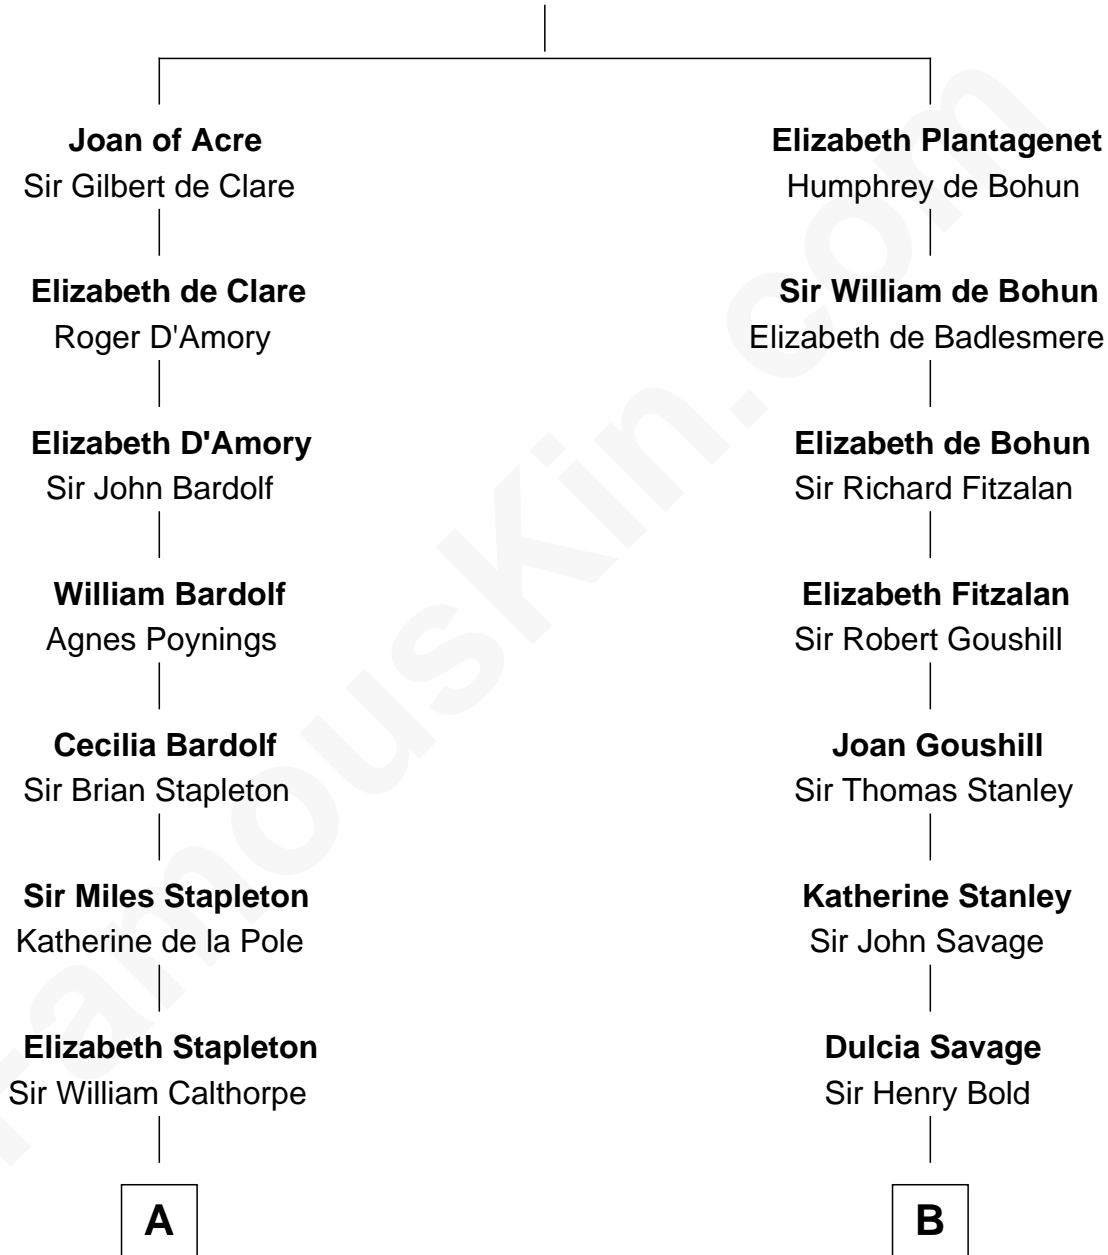 Joan of Acre
Sir Gilbert de Clare
Elizabeth de Clare
Roger D'Amory
Elizabeth D'Amory
Sir John Bardolf
William Bardolf
Agnes Poynings
Cecilia Bardolf
Sir Brian Stapleton
Sir Miles Stapleton
Katherine de la Pole
Elizabeth Stapleton
Sir William Calthorpe
A
Elizabeth Plantagenet
Humphrey de Bohun
Sir William de Bohun
Elizabeth de Badlesmere
Elizabeth de Bohun
Sir Richard Fitzalan
Elizabeth Fitzalan
Sir Robert Goushill
Joan Goushill
Sir Thomas Stanley
Katherine Stanley
Sir John Savage
Dulcia Savage
Sir Henry Bold
B
FamousKin.com